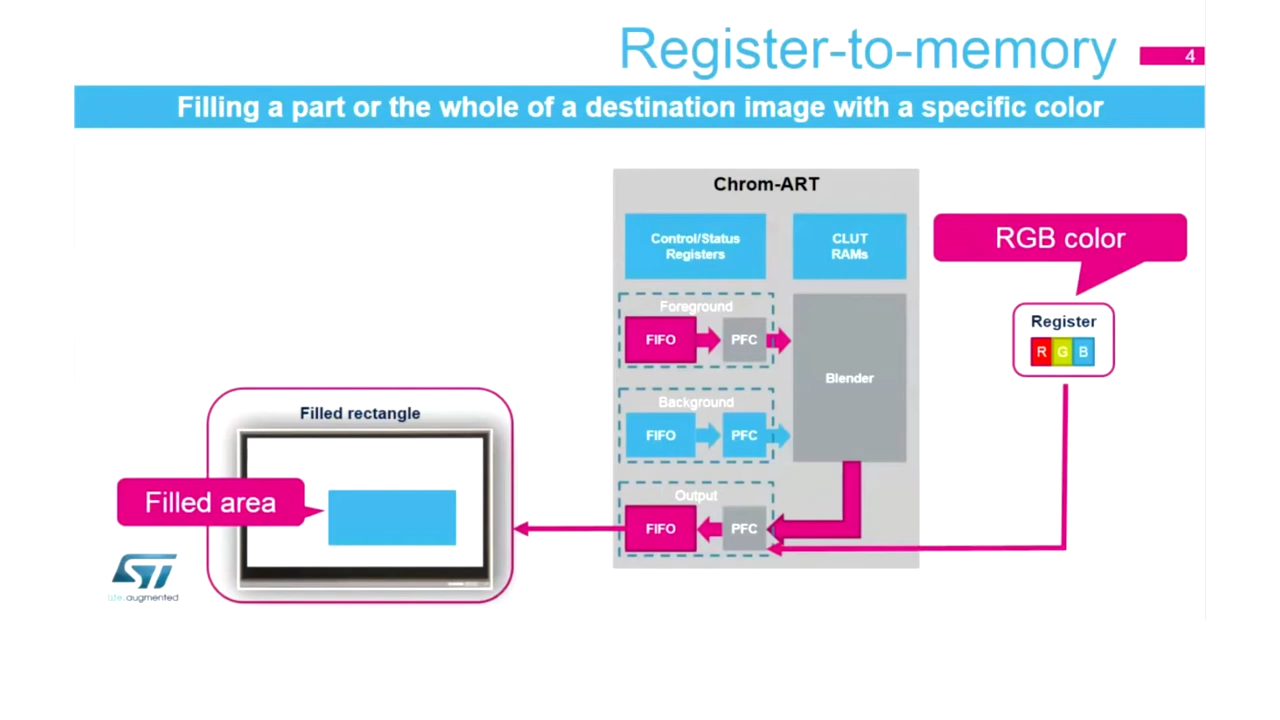 Register-to-memory
4
Filling a part or the whole of a destination image with a specific color
Chrom-ART
Control/Status
Registers
CLUT
RAMs
RGB color
Foreground
FIFO
PFC
Register
R G B
Blender
Background
FIFO
PFC
Filled rectangle
Filled area
Output
FIFO
PFC
ST
life.augmented